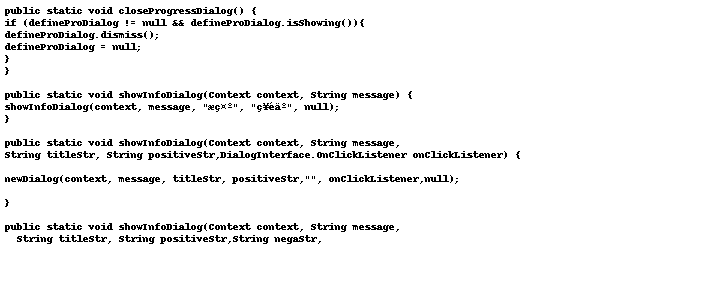 public static void closeProgressDialog() {
if (defineProDialog != null && defineProDialog.isShowing()){
defineProDialog.dismiss();
defineProDialog = null;
}
}
public static void showInfoDialog(Context context, String message) {
showInfoDialog(context, message, "æç¤º", "ç¥éäº", null);
}
public static void showInfoDialog(Context context, String message,
String titleStr, String positiveStr,DialogInterface.OnClickListener onClickListener) {
newDialog(context, message, titleStr, positiveStr,"", onClickListener,null);
}
public static void showInfoDialog(Context context, String message,
String titleStr, String positiveStr,String negaStr,